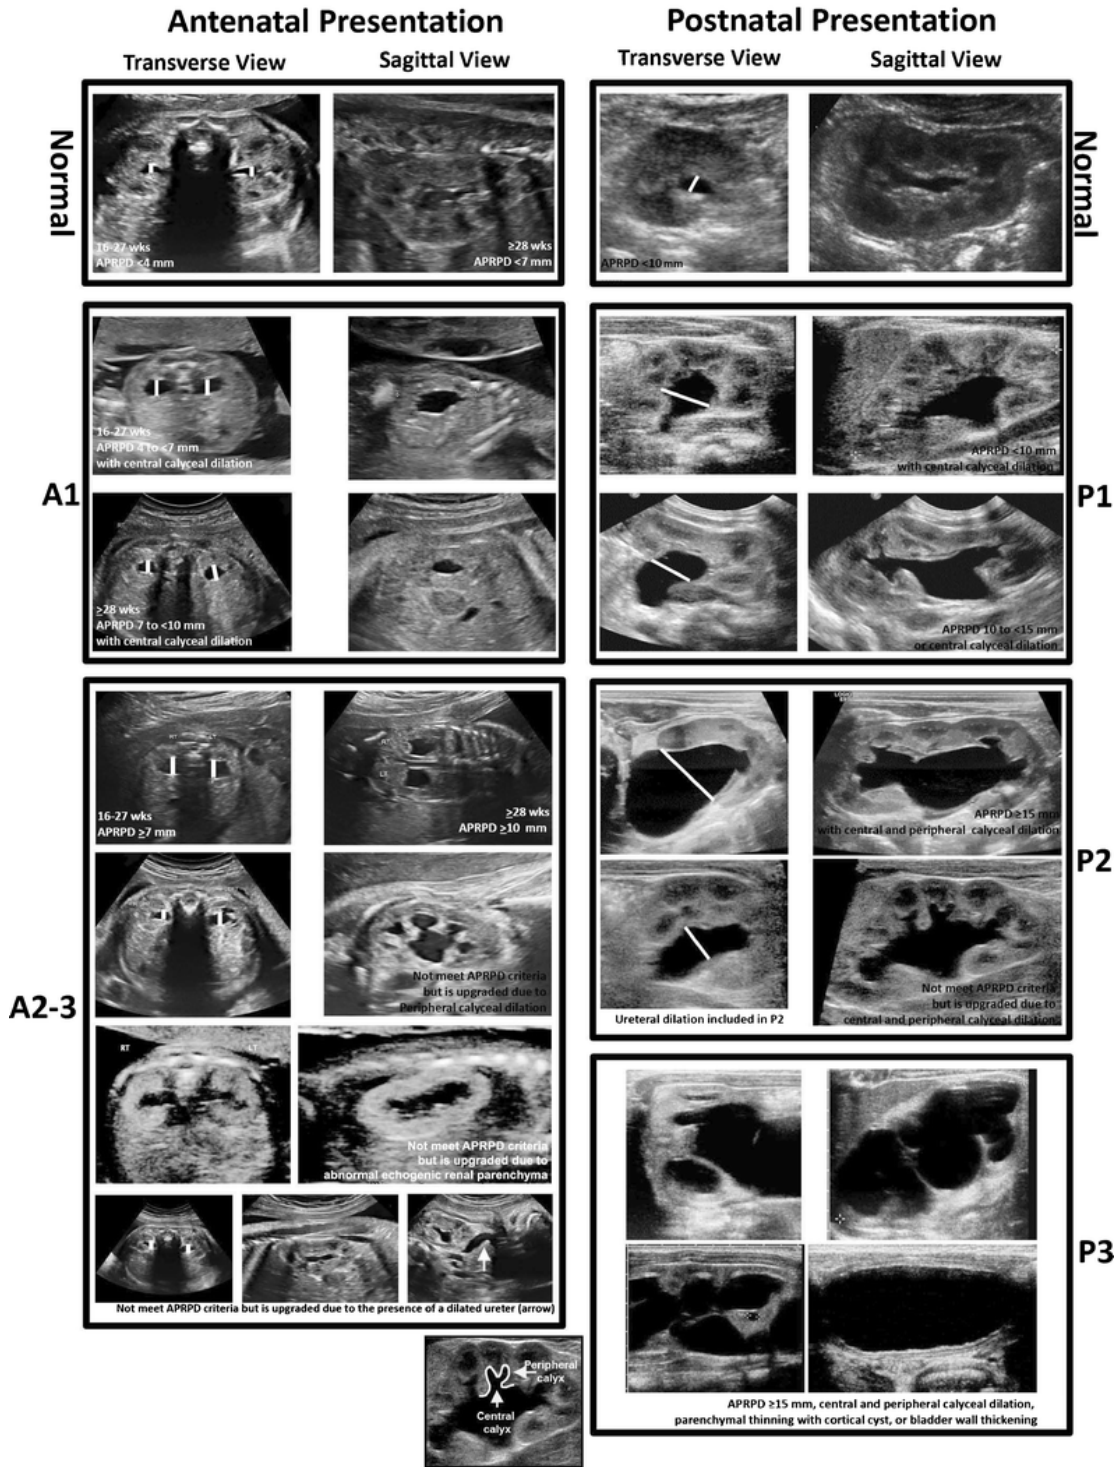 Antenatal Presentation
Transverse View
Sagittal View
Normal
16-27 wks
APRPD <4 mm
≥28 wks
APRPD <7 mm
A1
16-27 wks
APRPD 4 to <7 mm
with central calyceal dilation
≥28 wks
APRPD 7 to <10 mm
with central calyceal dilation
A2-3
RT
LT
16-27 wks
APRPD ≥7 mm
RT
LT
≥28 wks
APRPD ≥10 mm
Not meet APRPD criteria
but is upgraded due to
Peripheral calyceal dilation
RT
LT
Not meet APRPD criteria
but is upgraded due to
abnormal echogenic renal parenchyma
Not meet APRPD criteria but is upgraded due to the presence of a dilated ureter (arrow)
Peripheral
calyx
Central
calyx
Postnatal Presentation
Transverse View
Sagittal View
Normal
APRPD <10 mm
P1
APRPD <10 mm
with central calyceal dilation
APRPD 10 to <15 mm
or central calyceal dilation
P2
APRPD ≥15 mm
with central and peripheral calyceal dilation
Ureteral dilation included in P2
Not meet APRPD criteria
but is upgraded due to
central and peripheral calyceal dilation
P3
APRPD ≥15 mm, central and peripheral calyceal dilation,
parenchymal thinning with cortical cyst, or bladder wall thickening